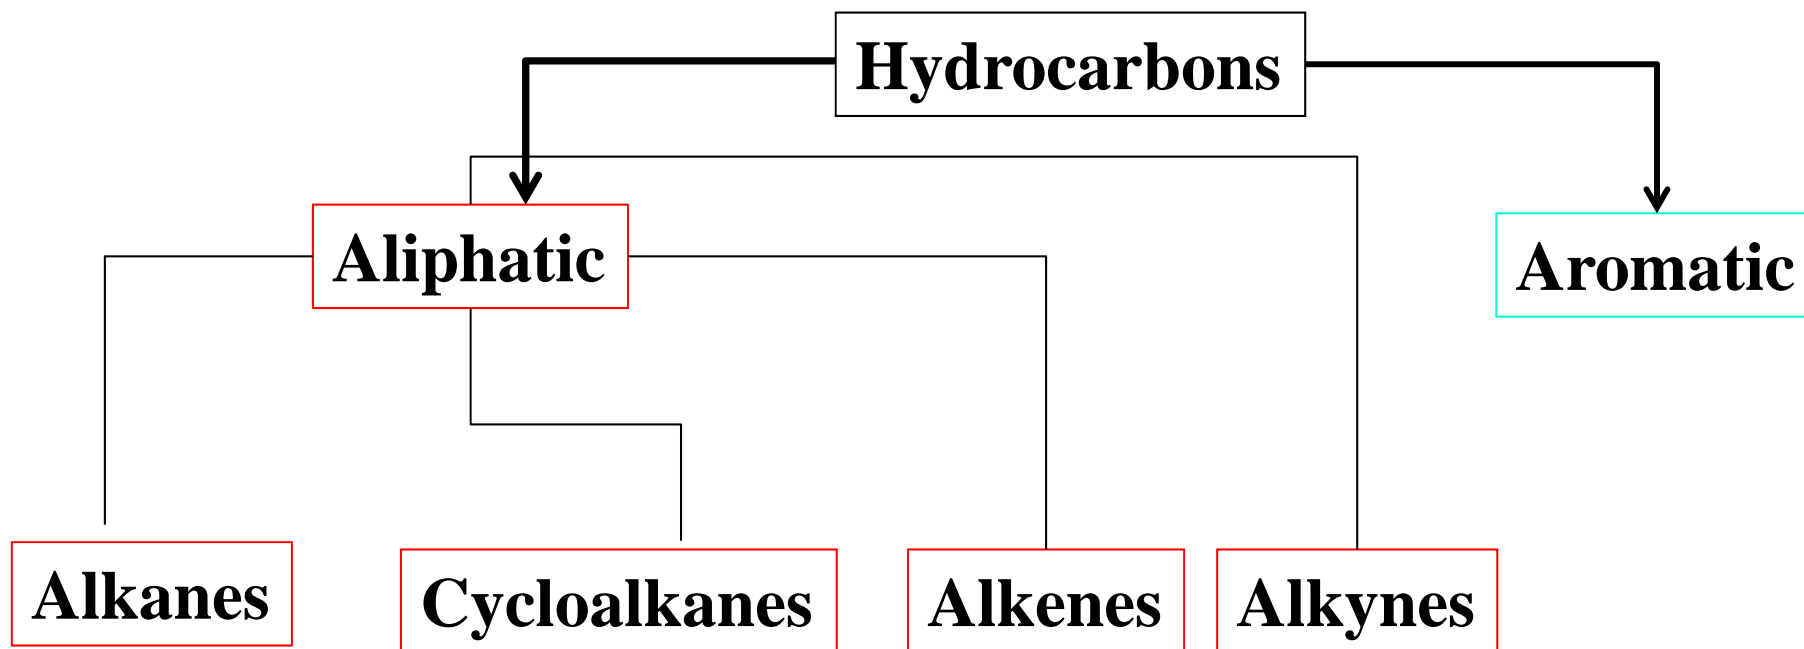 Hydrocarbons
Aliphatic
Aromatic
Alkanes
Cycloalkanes
Alkenes
Alkynes